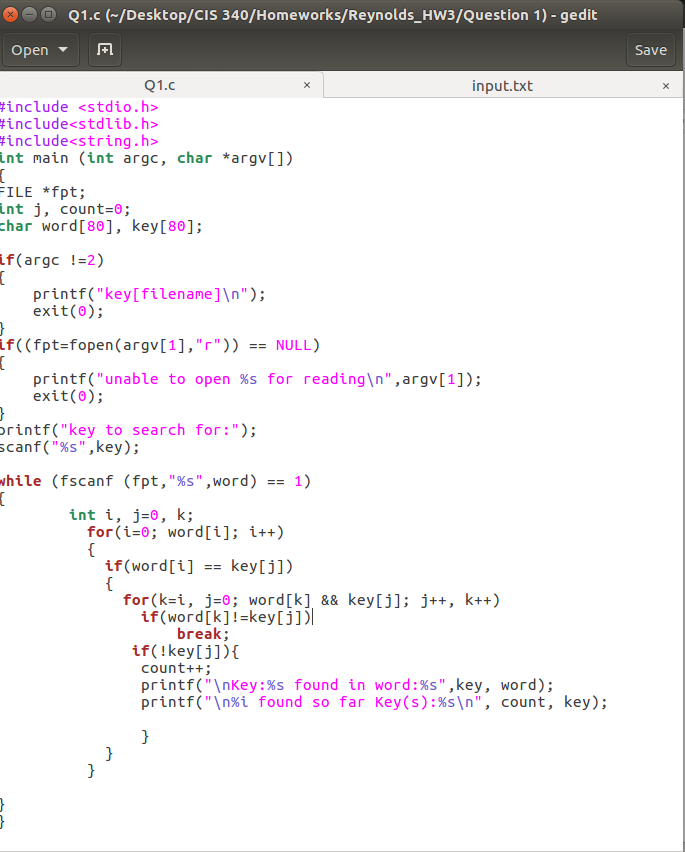 Q1.c (~/Desktop/CIS 340/Homeworks/Reynolds_HW3/Question 1) - gedit
Open Save
Q1.c × input.txt ×
#include <stdio.h>
#include<stdlib.h>
#include<string.h>
int main (int argc, char *argv[])
{
FILE *fpt;
int j, count=0;
char word[80], key[80];
if(argc !=2)
{
printf("key[filename]\n");
exit(0);
}
if((fpt=fopen(argv[1],"r")) == NULL)
{
printf("unable to open %s for reading\n",argv[1]);
exit(0);
}
printf("key to search for:");
scanf("%s",key);
while (fscanf (fpt,"%s",word) == 1)
{
int i, j=0, k;
for(i=0; word[i]; i++)
{
if(word[i] == key[j])
{
for(k=i, j=0; word[k] && key[j]; j++, k++)
if(word[k]!=key[j])
break;
if(!key[j]){
count++;
printf("\nKey:%s found in word:%s",key, word);
printf("\n%i found so far Key(s):%s\n", count, key);
}
}
}
}
}